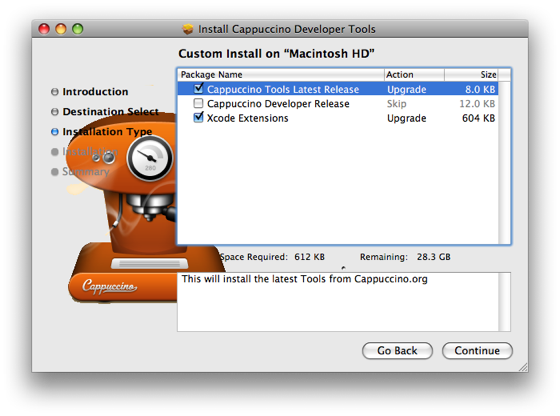 Install Cappuccino Developer Tools
Custom Install on “Macintosh HD”
Introduction
Destination Select
Installation Type
Installation
Summary
Package Name Action Size
Cappuccino Tools Latest Release Upgrade 8.0 KB
Cappuccino Developer Release Skip 12.0 KB
Xcode Extensions Upgrade 604 KB
Space Required: 612 KB Remaining: 28.3 GB
This will install the latest Tools from Cappuccino.org
Cappuccino
Go Back Continue